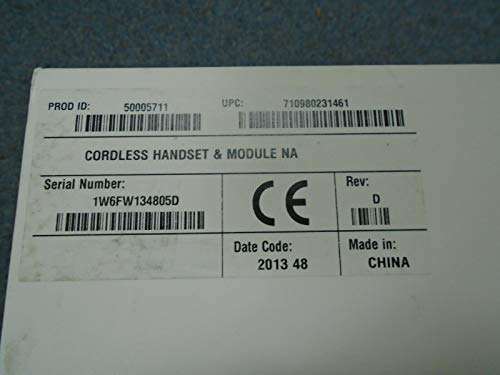 PROD ID: 50005711 UPC: 710980231461
CORDLESS HANDSET & MODULE NA
Serial Number:
1W6FW134805D
CE
Rev:
D
Date Code:
2013 48
Made in:
CHINA